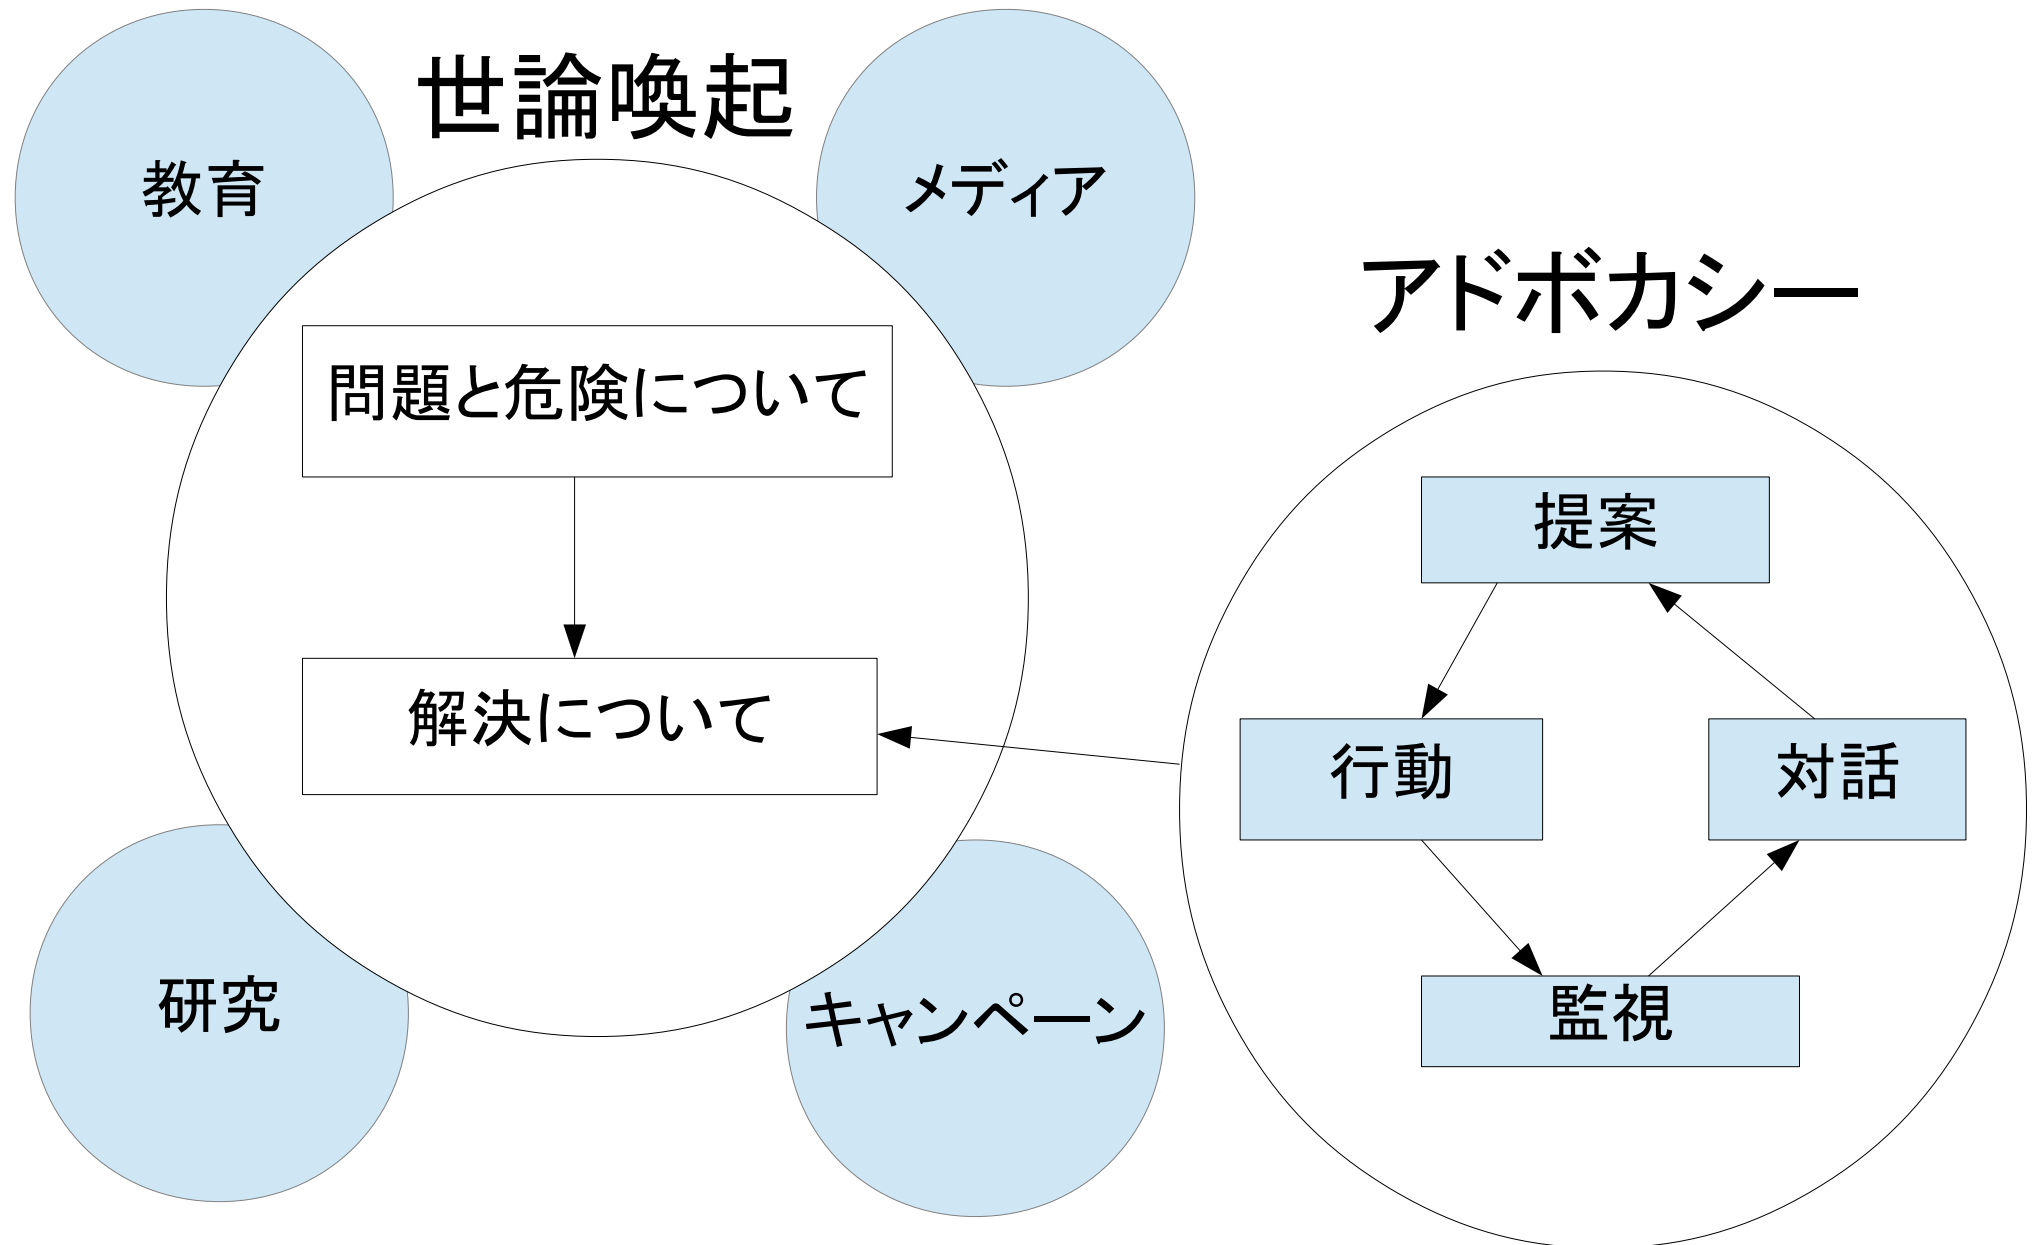 世論喚起
教育
メディア
問題と危険について
解決について
研究
キャンペーン
アドボカシー
提案
行動
対話
監視